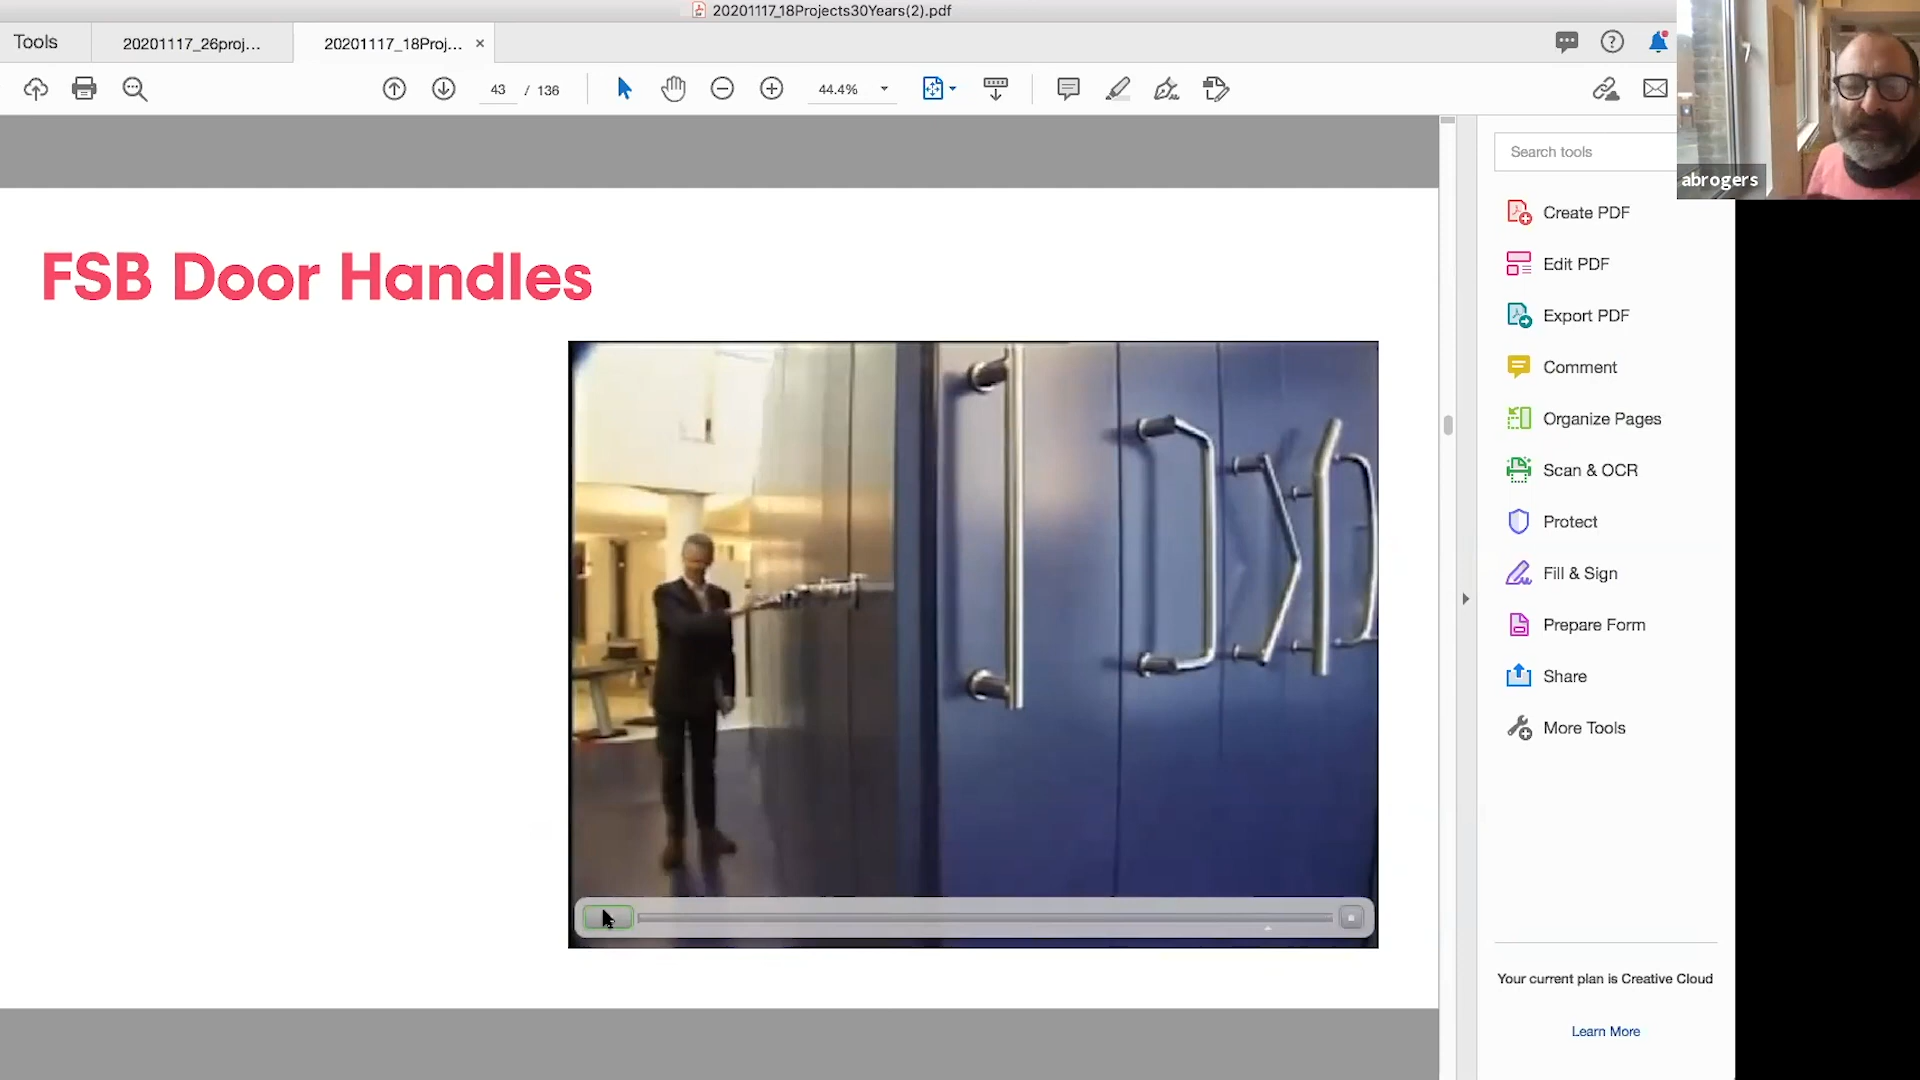 20201117_18Projects30Years(2).pdf
Tools
20201117_26proj...
20201117_18Proj...
43 / 136
44.4%
Search tools
abrogers
Create PDF
Edit PDF
Export PDF
Comment
Organize Pages
Scan & OCR
Protect
Fill & Sign
Prepare Form
Share
More Tools
FSB Door Handles
Your current plan is Creative Cloud
Learn More